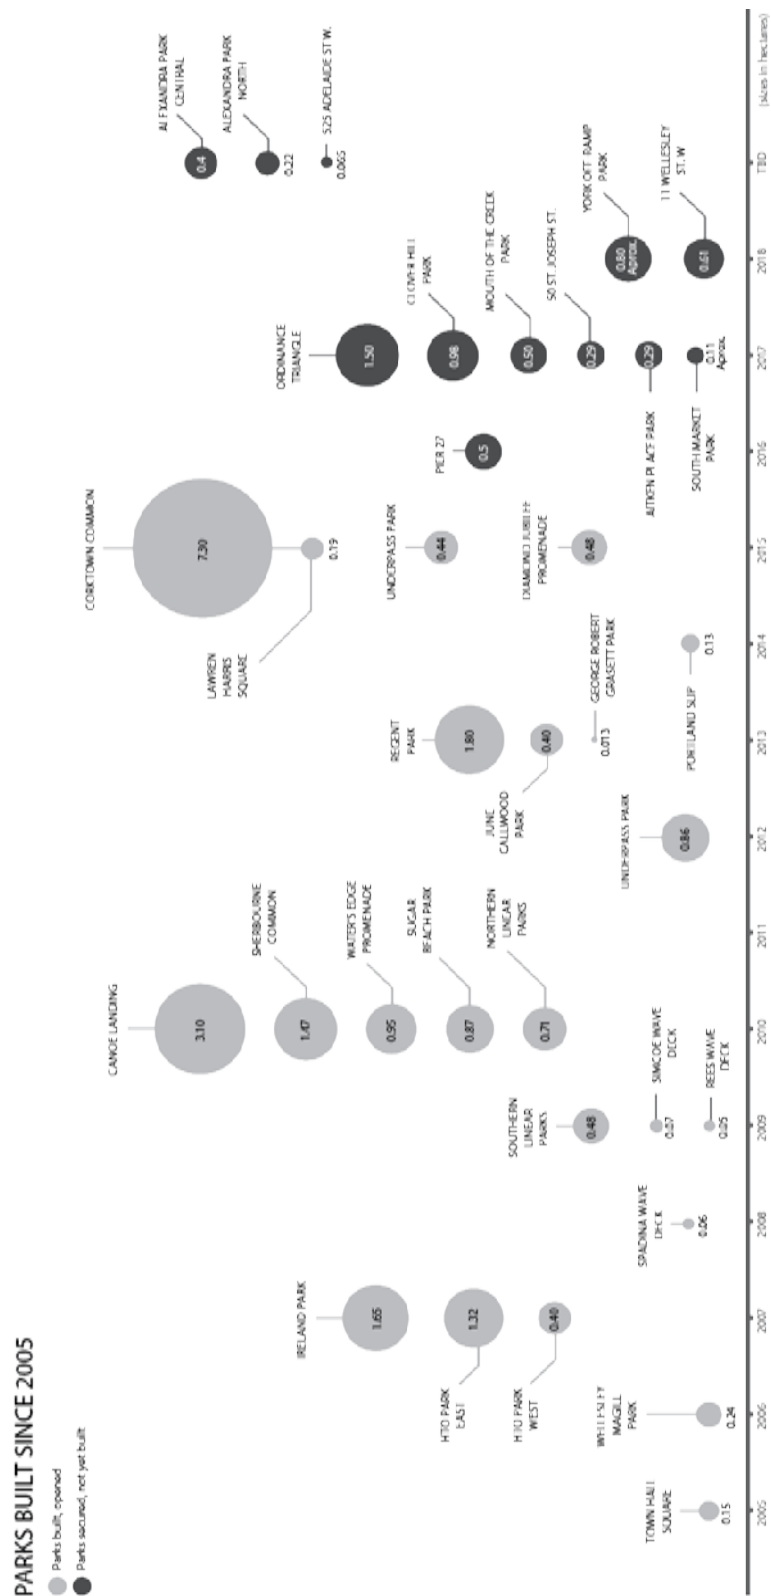 PARKS BUILT SINCE 2005
Parks built, opened
Parks secured, not yet built
TOWN HALL
SQUARE
0.15
WELLESLEY
MAGILL
PARK
0.24
IRELAND PARK
1.65
HTO PARK
EAST
1.32
HTO PARK
WEST
0.40
SPADINA WAVE
DECK
0.06
SOUTHERN
LINEAR
PARKS
0.48
SIMCOE WAVE
DECK
0.07
REES WAVE
DECK
0.05
CANOE LANDING
3.10
SHERBOURNE
COMMON
1.47
WATER'S EDGE
PROMENADE
0.95
SUGAR
BEACH PARK
0.87
NORTHERN
LINEAR
PARKS
0.71
UNDERPASS PARK
0.86
REGENT
PARK
1.80
JUNE
CALLWOOD
PARK
0.40
GEORGE ROBERT
GRASETT PARK
0.013
PORTLAND SLIP
0.13
CORKTOWN COMMON
7.30
LAWREN
HARRIS
SQUARE
0.19
UNDERPASS PARK
0.44
DIAMOND JUBILEE
PROMENADE
0.48
PIER 27
0.5
ORDINANCE
TRIANGLE
1.50
CLOVER HILL
PARK
0.98
MOUTH OF THE CREEK
PARK
0.50
50 ST. JOSEPH ST.
0.29
AITKEN PLACE PARK
0.29
SOUTH MARKET
PARK
0.11
Aprox.
YORK OFF RAMP
PARK
0.80
Aprox.
11 WELLESLEY
ST. W
0.61
ALEXANDRA PARK
CENTRAL
0.4
ALEXANDRA PARK
NORTH
0.22
525 ADELAIDE ST W.
0.065
2005
2006
2007
2008
2009
2010
2011
2012
2013
2014
2015
2016
2017
2018
TBD
(sizes in hectares)